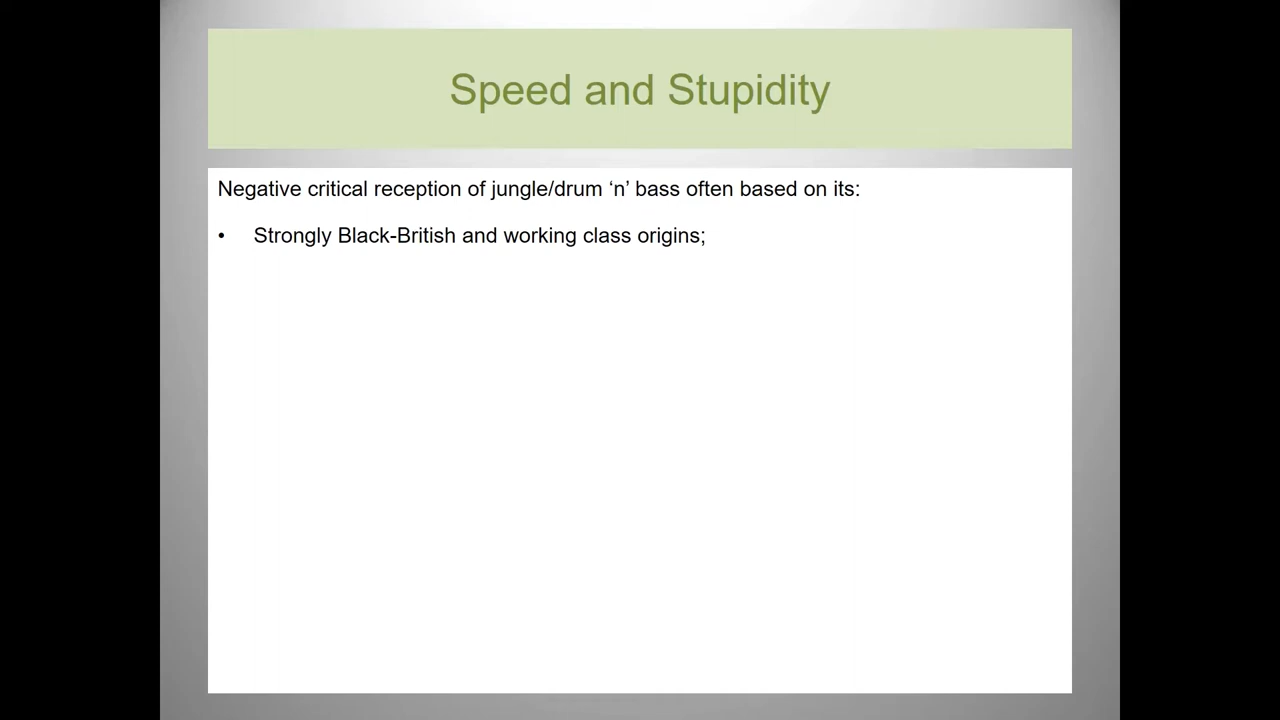 Speed and Stupidity
Negative critical reception of jungle/drum ‘n’ bass often based on its:
• Strongly Black-British and working class origins;